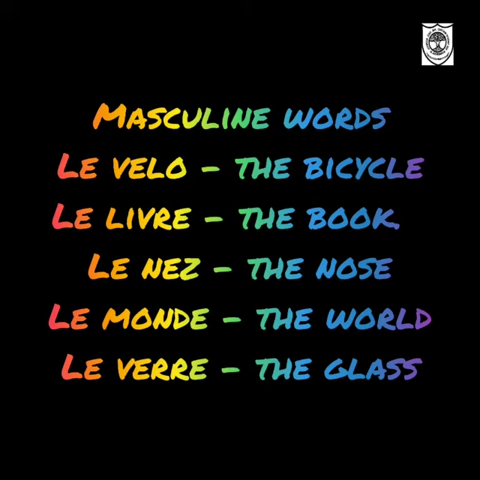 Masculine words
Le velo - the bicycle
Le livre - the book.
Le nez - the nose
Le monde - the world
Le verre - the glass